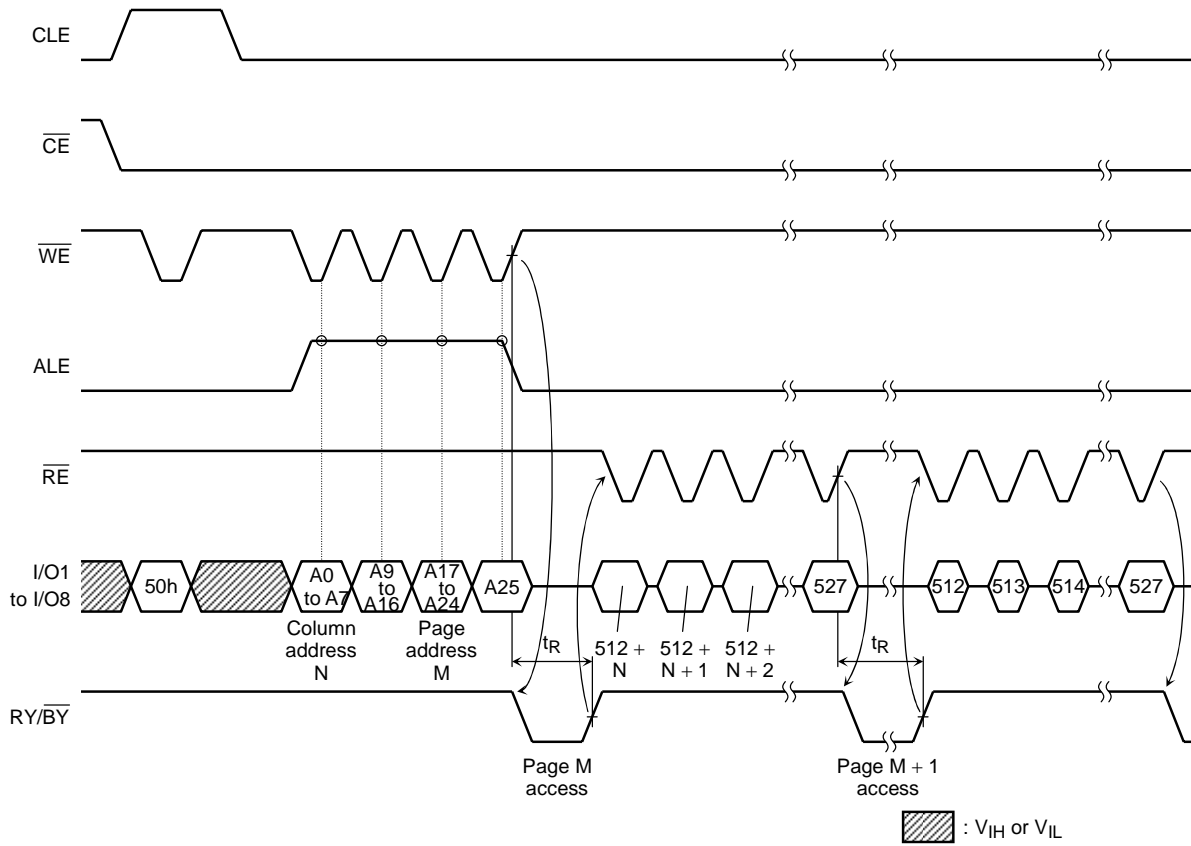 CLE
CE
WE
ALE
RE
I/O1
to I/O8
50h
A0
to A7
A9
to
A16
A17
to
A24
A25
527
512
513
514
527
Column
address
N
Page
address
M
tR
512 +
N
512 +
N + 1
512 +
N + 2
tR
RY/BY
Page M
access
Page M + 1
access
: VIH or VIL